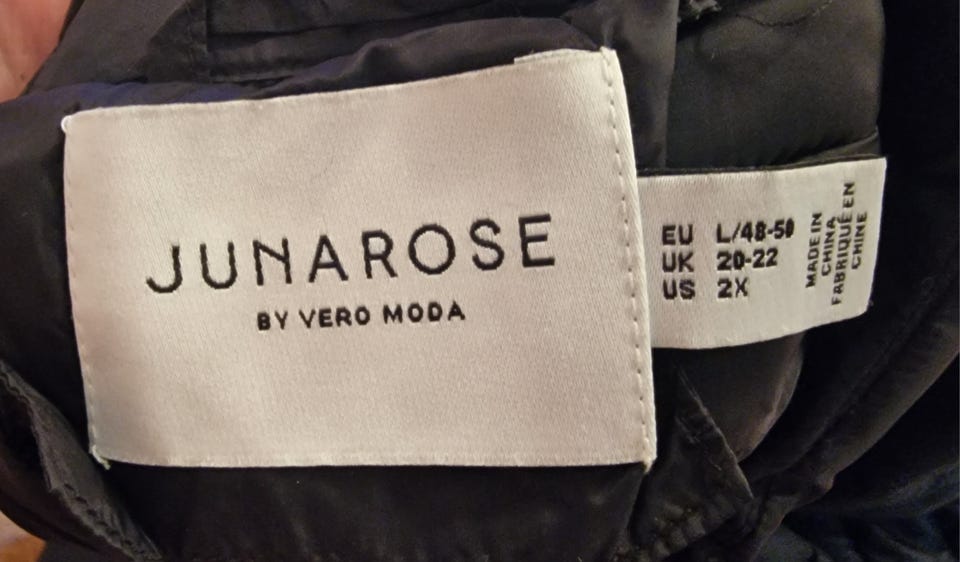 JUNAROSE
BY VERO MODA
EU L/48-50
UK 20-22
US 2X
MADE IN
CHINA
FABRIQUÉ EN
CHINE